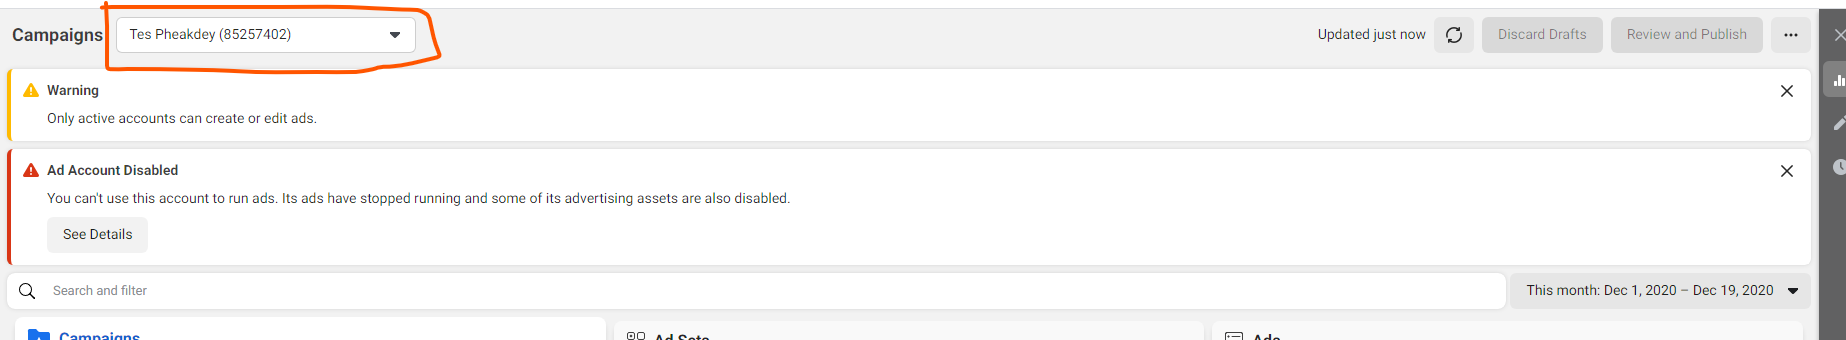 Campaigns
Tes Pheakdey (85257402)
Updated just now
Discard Drafts
Review and Publish
Warning
Only active accounts can create or edit ads.
Ad Account Disabled
You can't use this account to run ads. Its ads have stopped running and some of its advertising assets are also disabled.
See Details
Search and filter
This month: Dec 1, 2020 – Dec 19, 2020
Campaigns
Ad Sets
Ads